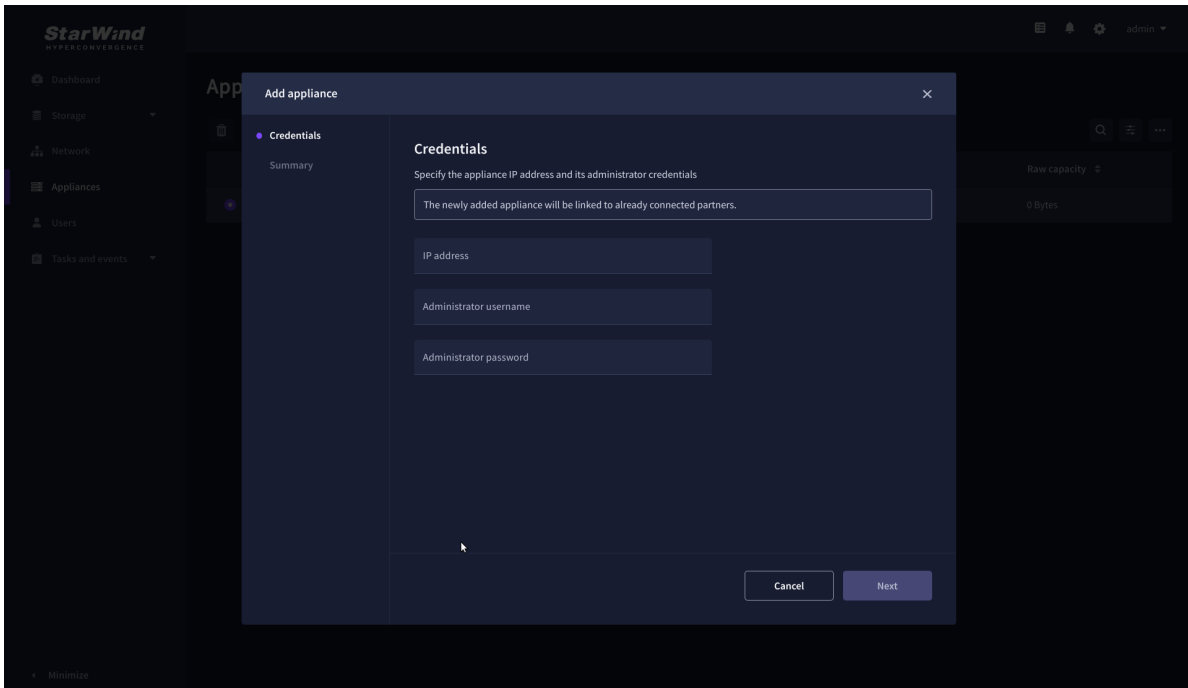 StarWind
HYPERCONVERGENCE
admin
Dashboard
Storage
Network
Appliances
Users
Tasks and events
Minimize
App
Raw capacity
0 Bytes
Add appliance
Credentials
Summary
Credentials
Specify the appliance IP address and its administrator credentials
The newly added appliance will be linked to already connected partners.
IP address
Administrator username
Administrator password
Cancel
Next